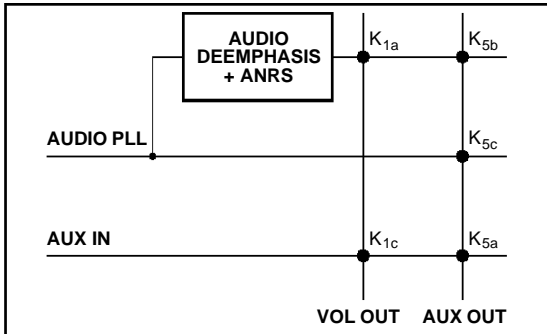 AUDIO
DEEMPHASIS
+ ANRS
K1a
K5b
AUDIO PLL
K5c
AUX IN
K1c
K5a
VOL OUT
AUX OUT